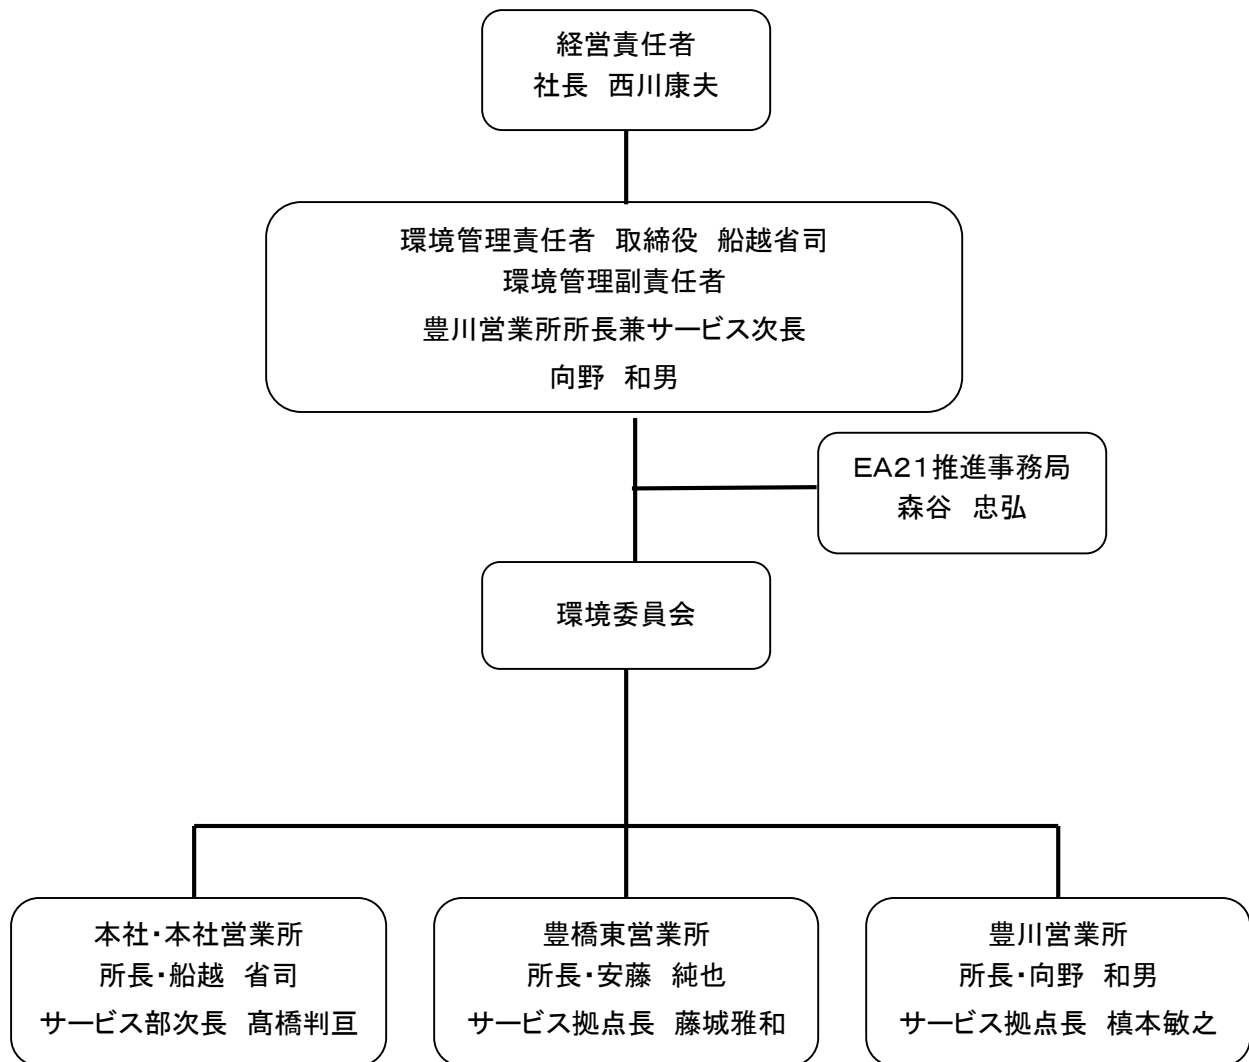 経営責任者
社長　西川康夫
環境管理責任者　取締役　船越省司
環境管理副責任者
豊川営業所所長兼サービス次長
向野　和男
ＥＡ２１推進事務局
森谷　忠弘
環境委員会
本社・本社営業所
所長・船越　省司
サービス部次長　髙橋判亘
豊橋東営業所
所長・安藤　純也
サービス拠点長　藤城雅和
豊川営業所
所長・向野　和男
サービス拠点長　槙本敏之